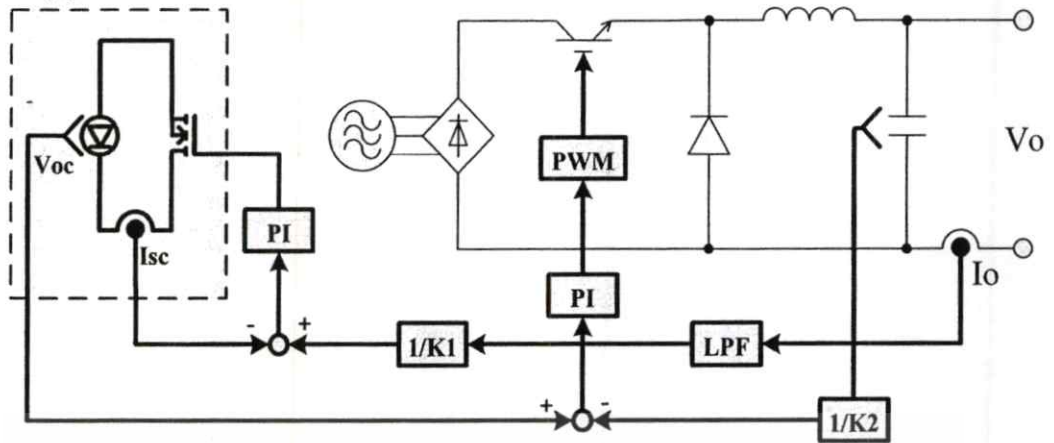 Voc
Isc
PI
- +
1/K1
PWM
PI
LPF
+ -
1/K2
Vo
Io